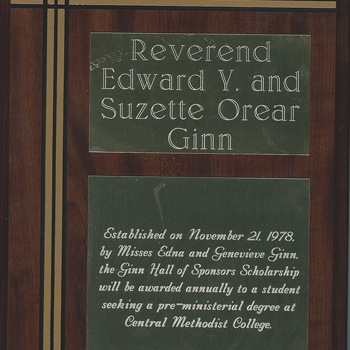 Reverend
Edward Y. and
Suzette Orear
Ginn
Established on November 21, 1978,
by Misses Edna and Genevieve Ginn,
the Ginn Hall of Sponsors Scholarship
will be awarded annually to a student
seeking a pre-ministerial degree at
Central Methodist College.